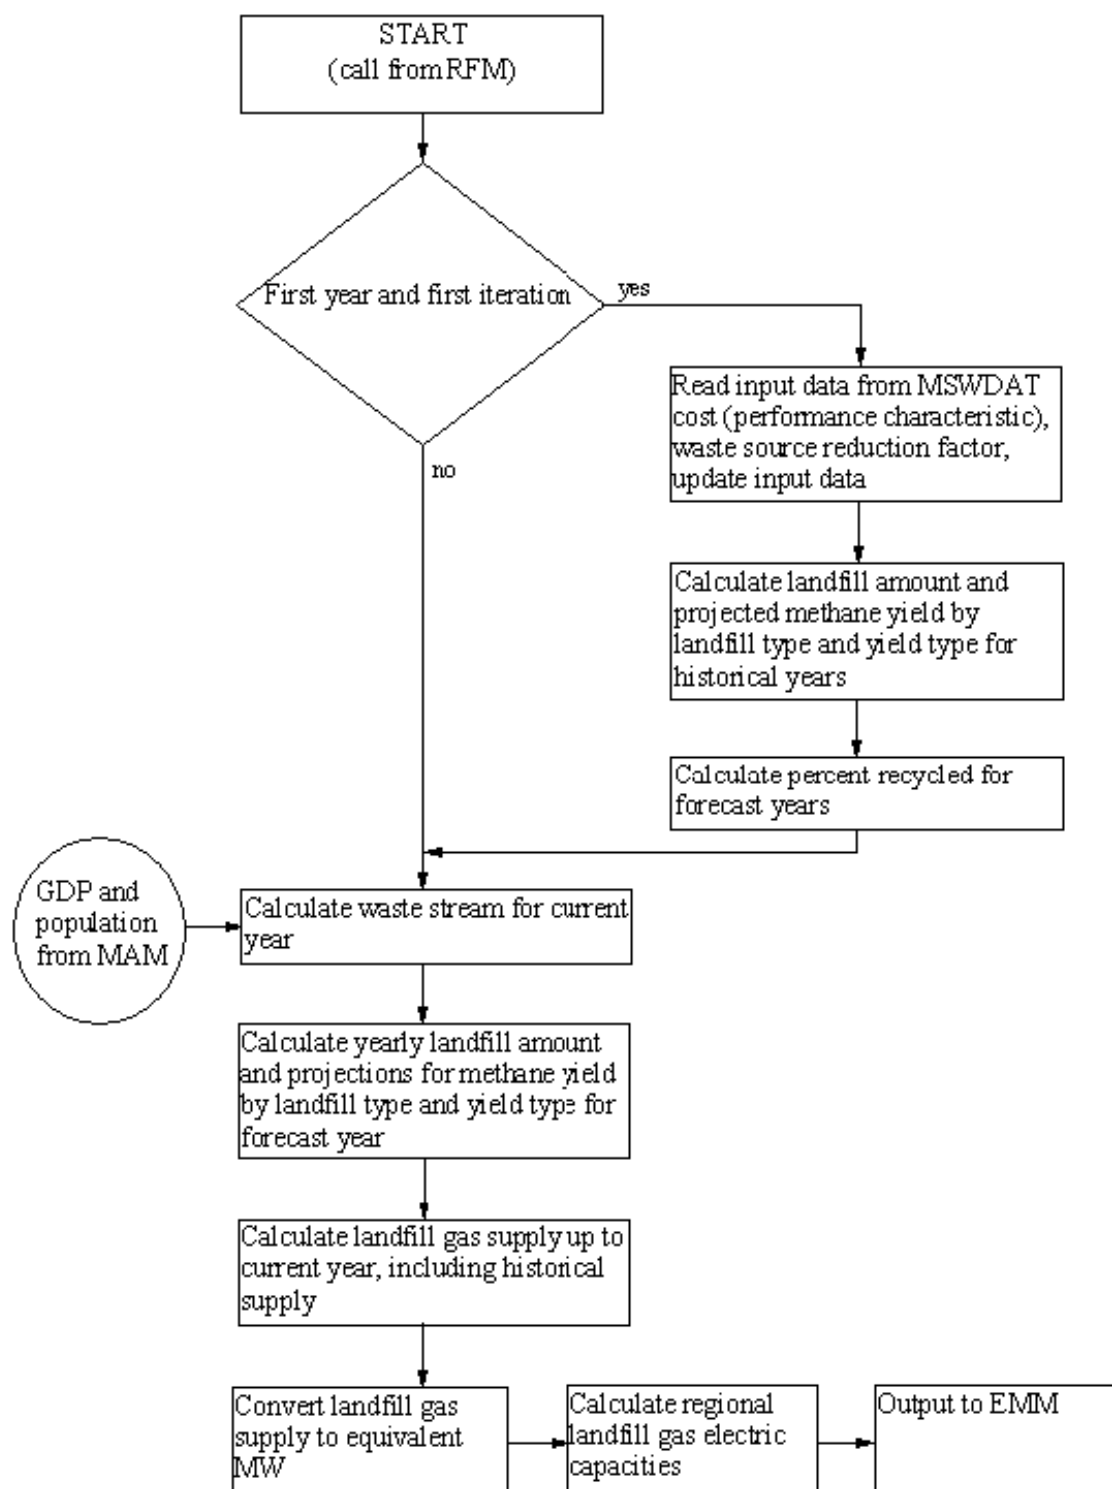 START
(call from RFM)
First year and first iteration
yes
no
Read input data from MSWDAT
cost (performance characteristic),
waste source reduction factor,
update input data
Calculate landfill amount and
projected methane yield by
landfill type and yield type for
historical years
Calculate percent recycled for
forecast years
GDP and
population
from MAM
Calculate waste stream for current
year
Calculate yearly landfill amount
and projections for methane yield
by landfill type and yield type for
forecast year
Calculate landfill gas supply up to
current year, including historical
supply
Convert landfill gas
supply to equivalent
MW
Calculate regional
landfill gas electric
capacities
Output to EMM